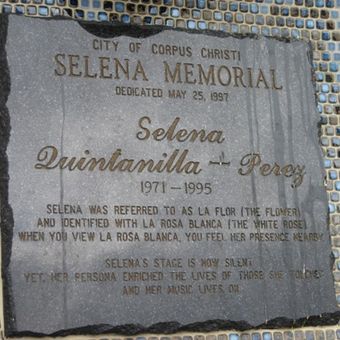 CITY OF CORPUS CHRISTI
SELENA MEMORIAL
DEDICATED MAY 25, 1997
Selena
Quintanilla - Perez
1971-1995
SELENA WAS REFERRED TO AS LA FLOR (THE FLOWER)
AND IDENTIFIED WITH LA ROSA BLANCA (THE WHITE ROSE)
WHEN YOU VIEW LA ROSA BLANCA, YOU FEEL HER PRESENCE NEARBY
SELENA'S STAGE IS NOW SILENT
YET, HER PERSONA ENRICHED THE LIVES OF THOSE SHE TOUCHED
AND HER MUSIC LIVES ON